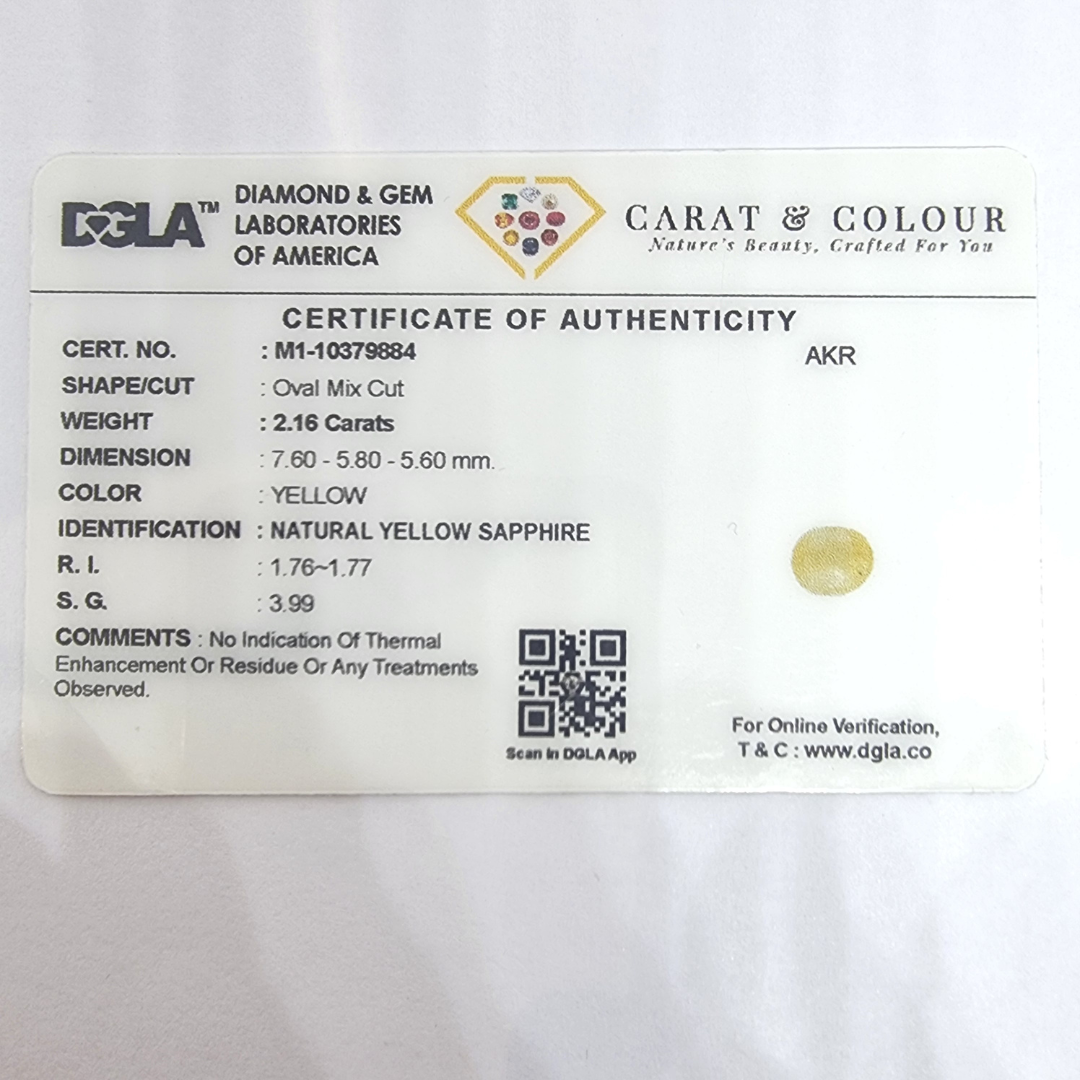 DGLA™
DIAMOND & GEM
LABORATORIES
OF AMERICA
CARAT & COLOUR
Nature's Beauty, Crafted For You
CERTIFICATE OF AUTHENTICITY
CERT. NO. : M1-10379884
AKR
SHAPE/CUT : Oval Mix Cut
WEIGHT : 2.16 Carats
DIMENSION : 7.60 - 5.80 - 5.60 mm.
COLOR : YELLOW
IDENTIFICATION : NATURAL YELLOW SAPPHIRE
R. I. : 1.76~1.77
S. G. : 3.99
COMMENTS : No Indication Of Thermal
Enhancement Or Residue Or Any Treatments
Observed.
Scan In DGLA App
For Online Verification,
T & C : www.dgla.co